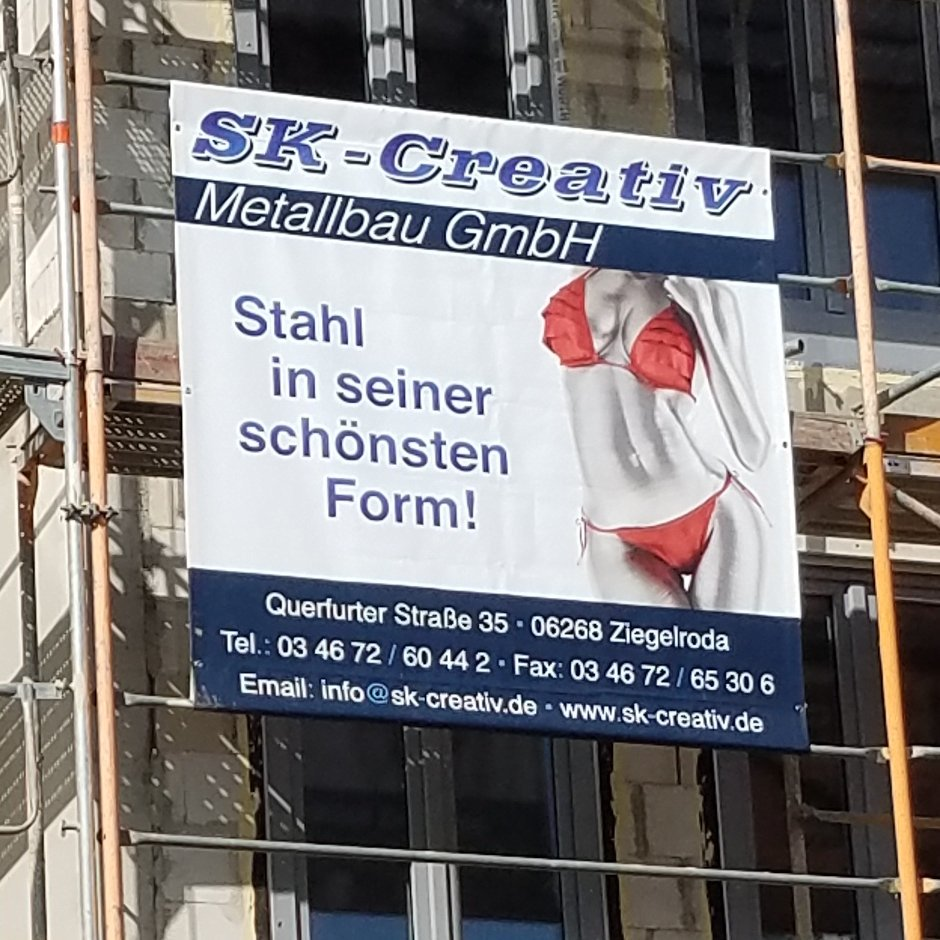 SK-Creativ
Metallbau GmbH
Stahl
in seiner
schönsten
Form!
Querfurter Straße 35 · 06268 Ziegelroda
Tel.: 03 46 72 / 60 44 2 · Fax: 03 46 72 / 65 30 6
Email: info@sk-creativ.de · www.sk-creativ.de